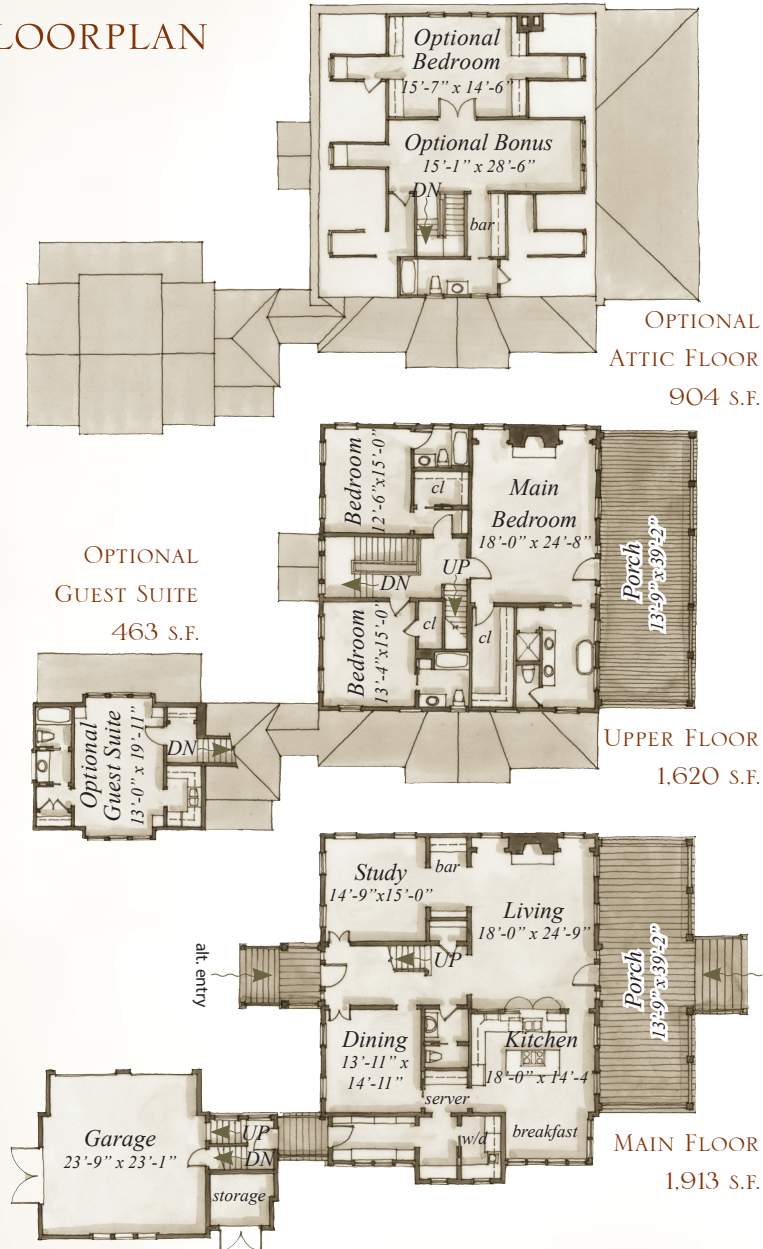 LOORPLAN
Optional
Bedroom
15’-7” x 14’-6”
Optional Bonus
15’-1” x 28’-6”
DN
bar
OPTIONAL
ATTIC FLOOR
904 S.F.
Bedroom
12’-6”x15’-0”
cl
Main
Bedroom
18’-0” x 24’-8”
Porch
13’-9” x 39’-2”
UP
DN
cl
cl
Bedroom
13’-4”x15’-0”
OPTIONAL
GUEST SUITE
463 S.F.
Optional
Guest Suite
13’-0” x 19’-11”
DN
UPPER FLOOR
1,620 S.F.
Study
14’-9”x15’-0”
bar
Living
18’-0” x 24’-9”
UP
alt. entry
Porch
13’-9” x 39’-2”
Dining
13’-11” x
14’-11”
Kitchen
18’-0” x 14’-4”
server
w/d
breakfast
Garage
23’-9” x 23’-1”
UP
DN
storage
MAIN FLOOR
1,913 S.F.